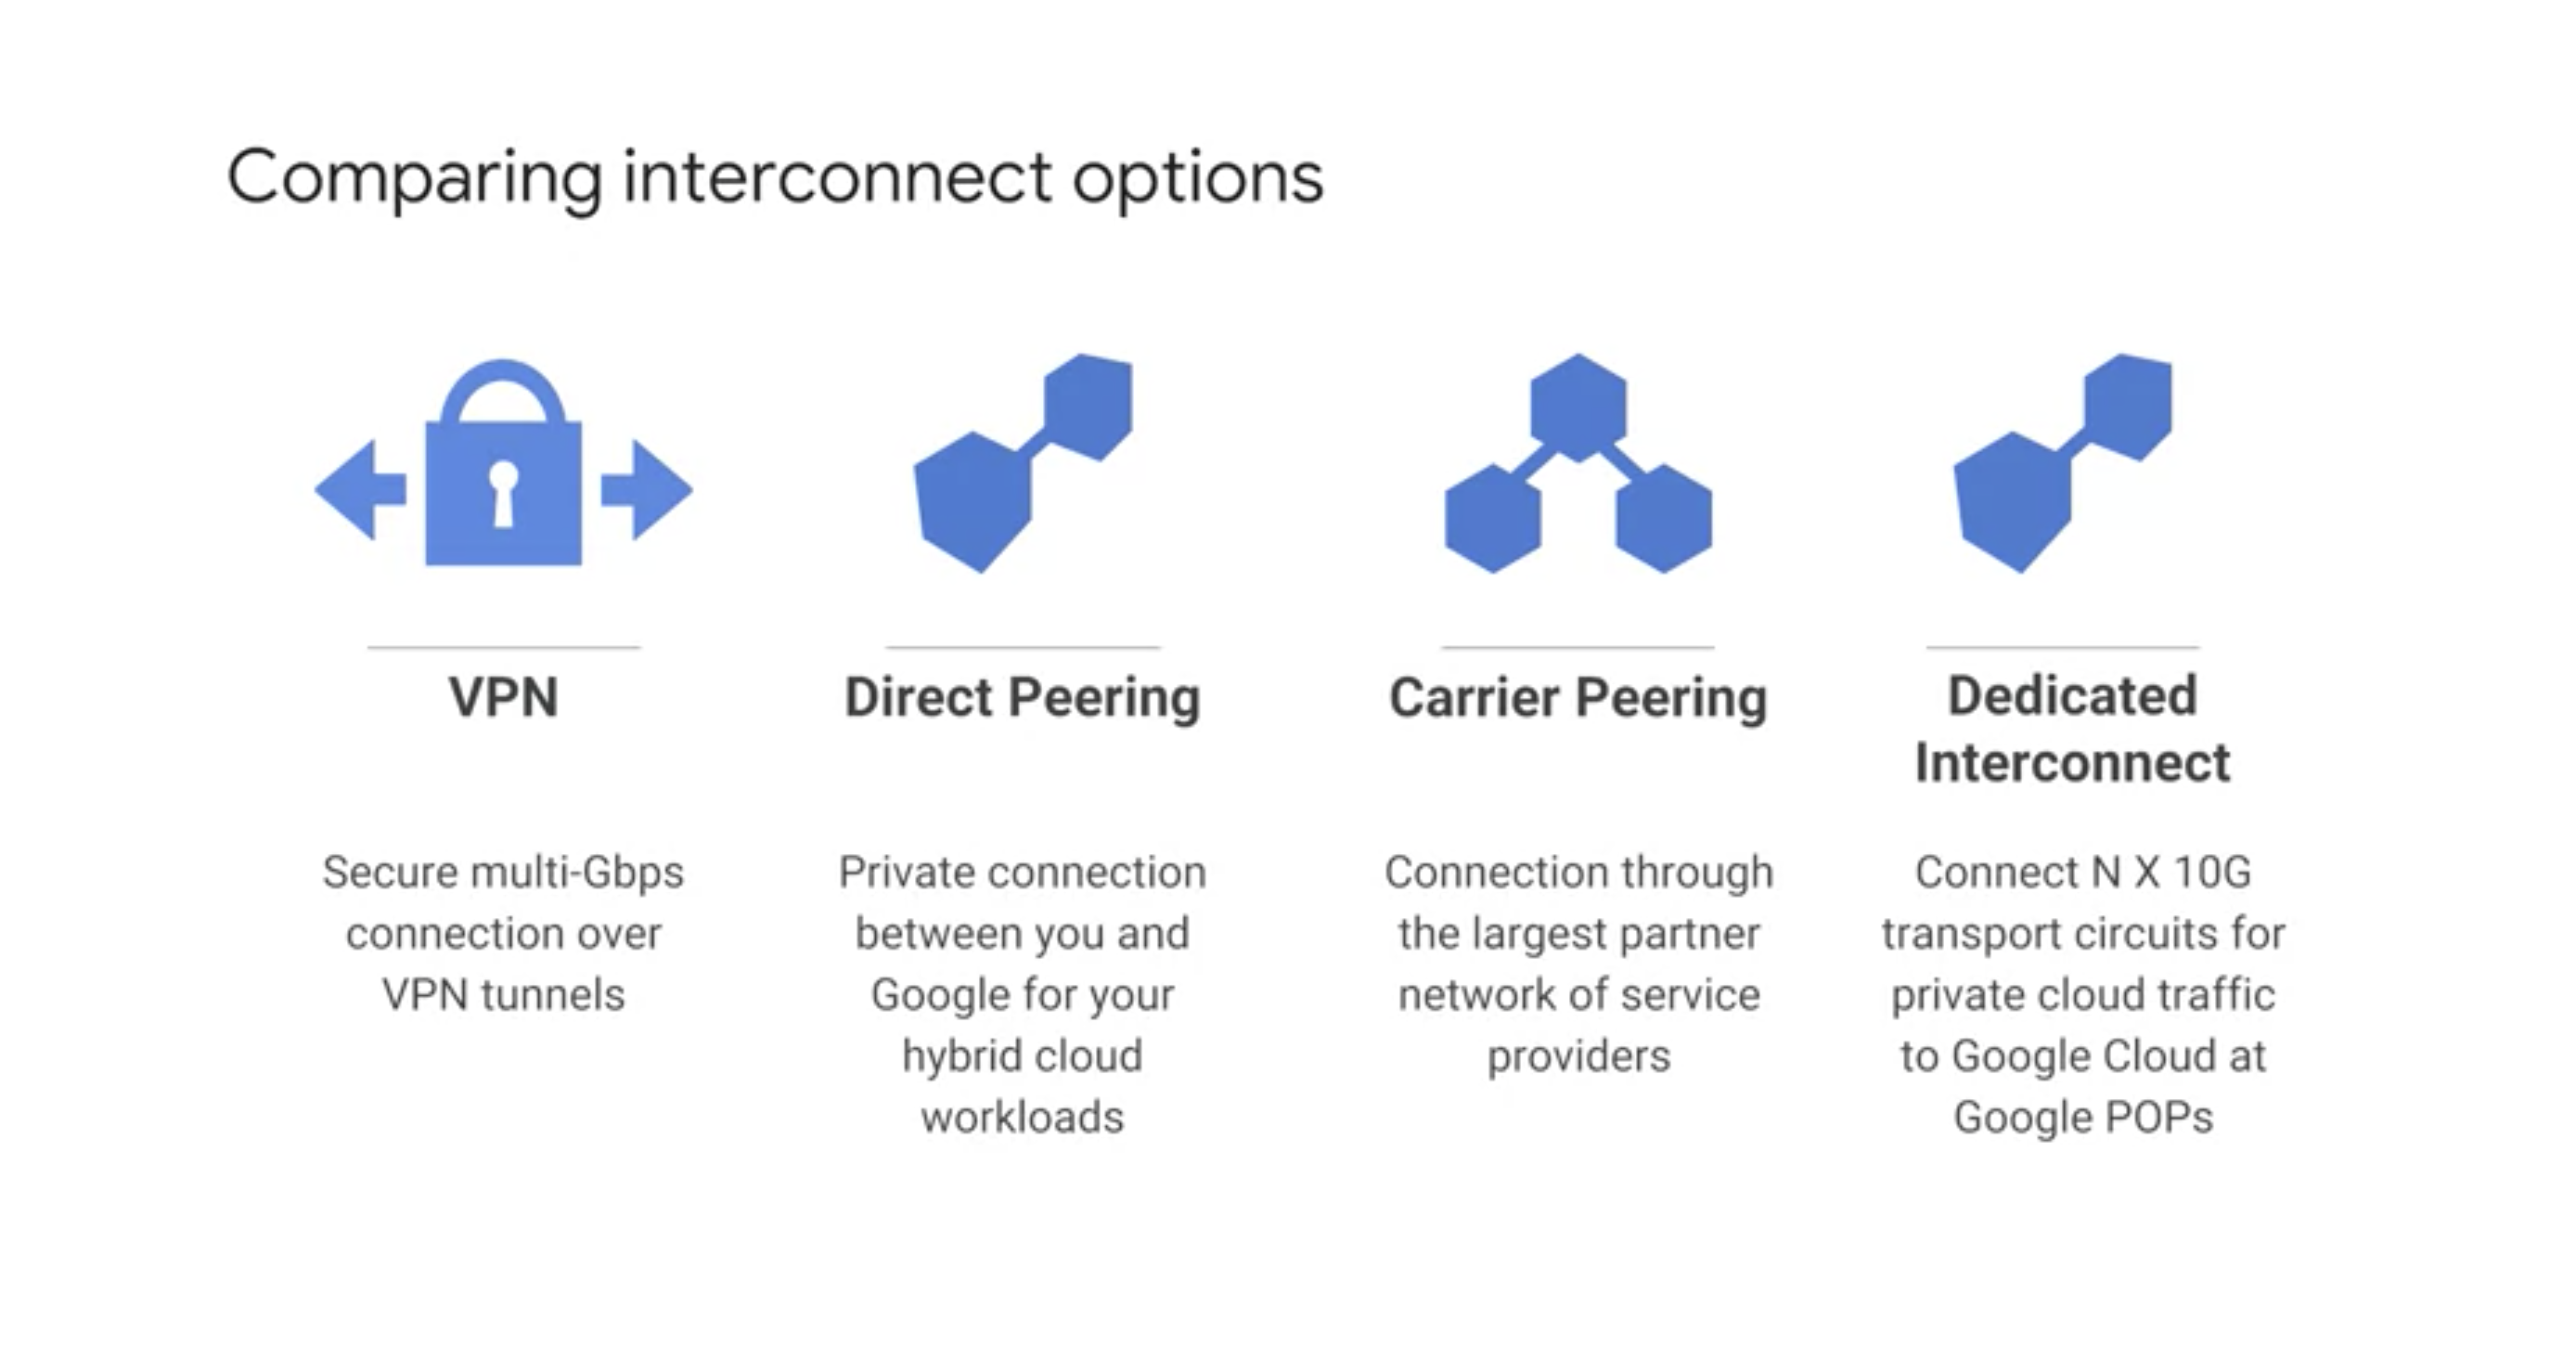 Comparing interconnect options
VPN
Secure multi-Gbps
connection over
VPN tunnels
Direct Peering
Private connection
between you and
Google for your
hybrid cloud
workloads
Carrier Peering
Connection through
the largest partner
network of service
providers
Dedicated
Interconnect
Connect N X 10G
transport circuits for
private cloud traffic
to Google Cloud at
Google POPs